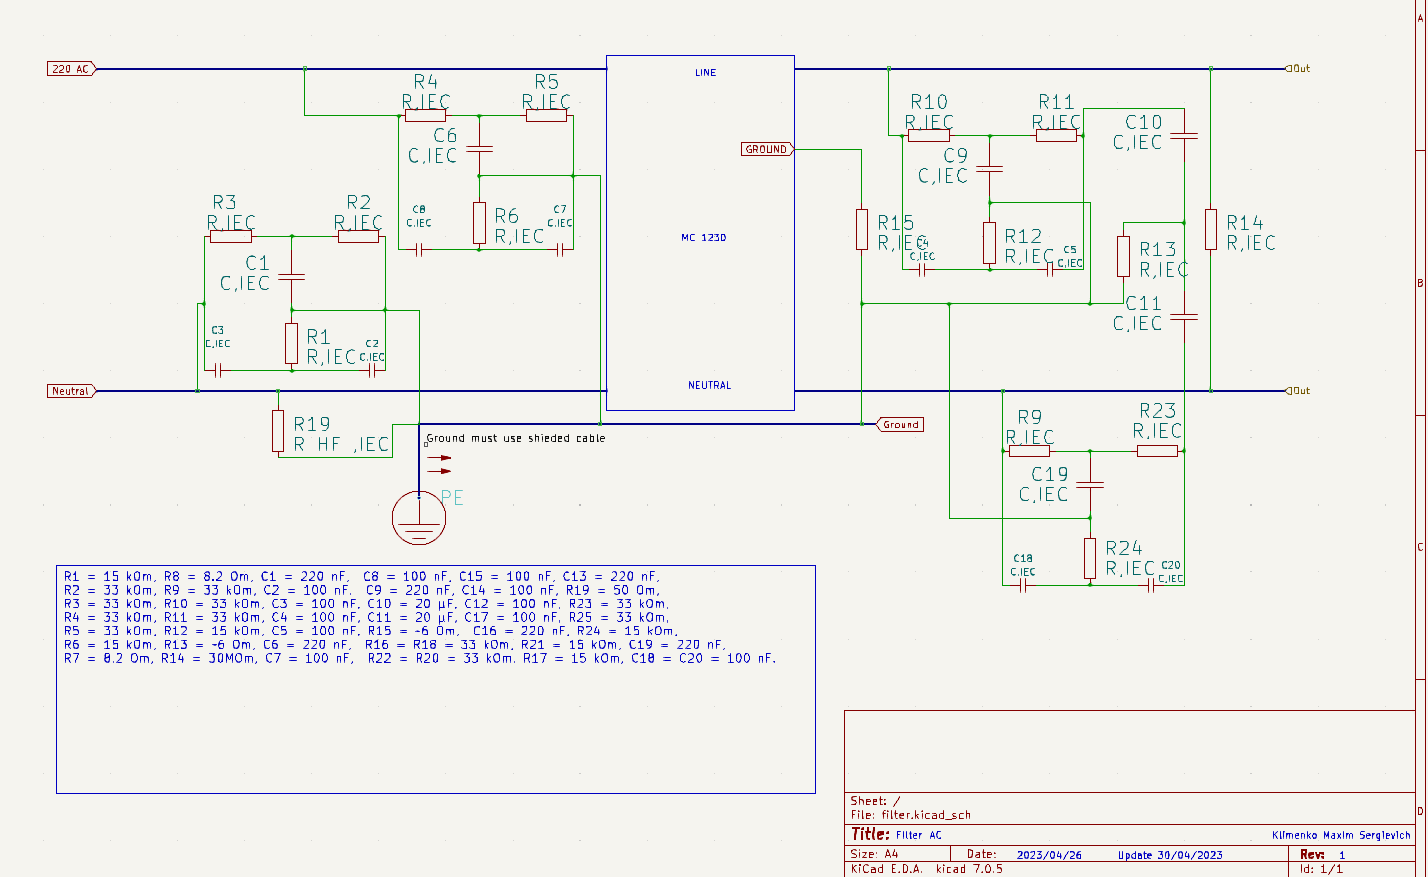 A
220 AC
LINE
Out
R4
R,IEC
R5
R,IEC
C6
C,IEC
R10
R,IEC
R11
R,IEC
C10
C,IEC
GROUND
C9
C,IEC
R3
R,IEC
R2
R,IEC
C8
C,IEC
R6
R,IEC
C7
C,IEC
MC 1230
R15
R,IEC
C4
C,IEC
R12
R,IEC
C5
C,IEC
R13
R,IEC
R14
R,IEC
C1
C,IEC
B
C11
C,IEC
C3
C,IEC
R1
R,IEC
C2
C,IEC
Neutral
NEUTRAL
Out
R19
R HF ,IEC
Ground
Ground must use shieded cable
PE
R9
R,IEC
R23
R,IEC
C19
C,IEC
C
R24
R,IEC
C18
C,IEC
C20
C,IEC
R1 = 15 kOm, R8 = 8.2 Om, C1 = 220 nF, C8 = 100 nF, C15 = 100 nF, C13 = 220 nF,
R2 = 33 kOm, R9 = 33 kOm, C2 = 100 nF. C9 = 220 nF, C14 = 100 nF, R19 = 50 Om,
R3 = 33 kOm, R10 = 33 kOm, C3 = 100 nF, C10 = 20 μF, C12 = 100 nF, R23 = 33 kOm,
R4 = 33 kOm, R11 = 33 kOm, C4 = 100 nF, C11 = 20 μF, C17 = 100 nF, R25 = 33 kOm,
R5 = 33 kOm, R12 = 15 kOm, C5 = 100 nF, R15 = ~6 Om, C16 = 220 nF, R24 = 15 kOm,
R6 = 15 kOm, R13 = ~6 Om, C6 = 220 nF, R16 = R18 = 33 kOm, R21 = 15 kOm, C19 = 220 nF,
R7 = 8.2 Om, R14 = 30MOm, C7 = 100 nF, R22 = R20 = 33 kOm. R17 = 15 kOm, C18 = C20 = 100 nF.
Sheet: /
File: filter.kicad_sch
D
Title: Filter AC Klimenko Maxim Sergievich
Size: A4 Date: 2023/04/26 Update 30/04/2023 Rev: 1
KiCad E.D.A. kicad 7.0.5 Id: 1/1